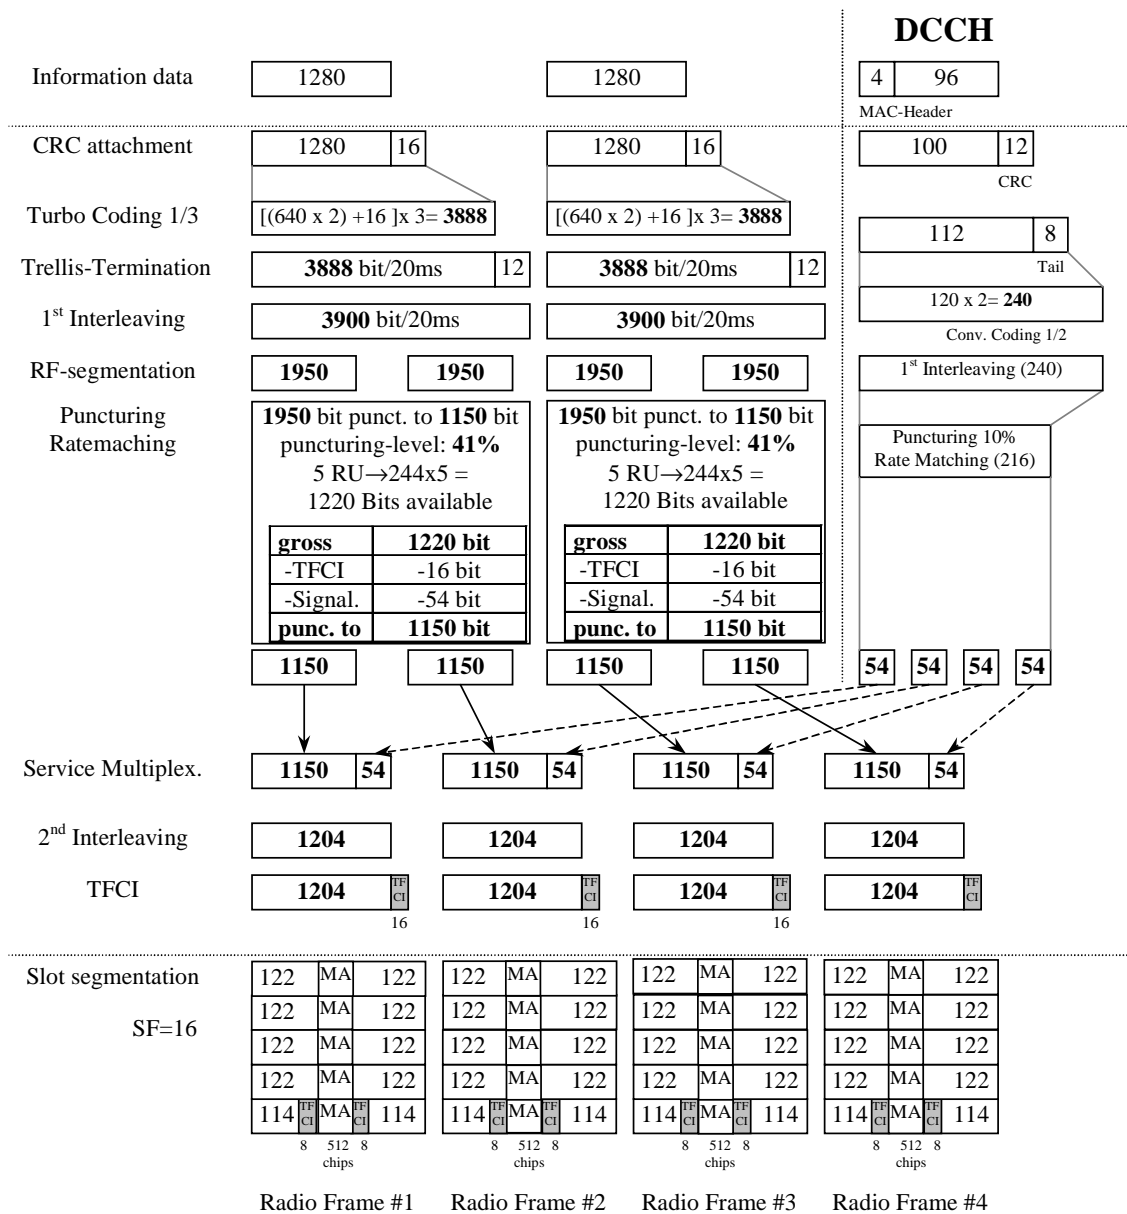 DCCH
Information data 1280 1280 4 96
MAC-Header
CRC attachment 1280 16 1280 16 100 12
CRC
Turbo Coding 1/3 [(640 x 2) +16 ]x 3= 3888 [(640 x 2) +16 ]x 3= 3888 112 8
Trellis-Termination 3888 bit/20ms 12 3888 bit/20ms 12 Tail
120 x 2= 240
1st Interleaving 3900 bit/20ms 3900 bit/20ms Conv. Coding 1/2
RF-segmentation 1950 1950 1950 1950 1st Interleaving (240)
Puncturing
Ratemaching
1950 bit punct. to 1150 bit
puncturing-level: 41%
5 RU→244x5 =
1220 Bits available
gross 1220 bit
-TFCI -16 bit
-Signal. -54 bit
punc. to 1150 bit
1950 bit punct. to 1150 bit
puncturing-level: 41%
5 RU→244x5 =
1220 Bits available
gross 1220 bit
-TFCI -16 bit
-Signal. -54 bit
punc. to 1150 bit
Puncturing 10%
Rate Matching (216)
1150 1150 1150 1150 54 54 54 54
Service Multiplex. 1150 54 1150 54 1150 54 1150 54
2nd Interleaving 1204 1204 1204 1204
TFCI 1204 TF CI 1204 TF CI 1204 TF CI 1204 TF CI
16 16 16
Slot segmentation 122 MA 122 122 MA 122 122 MA 122 122 MA 122
SF=16 122 MA 122 122 MA 122 122 MA 122 122 MA 122
122 MA 122 122 MA 122 122 MA 122 122 MA 122
122 MA 122 122 MA 122 122 MA 122 122 MA 122
114 TF CI MA TF CI 114 114 TF CI MA TF CI 114 114 TF CI MA TF CI 114 114 TF CI MA TF CI 114
8 512 8 8 512 8 8 512 8 8 512 8
chips chips chips chips
Radio Frame #1 Radio Frame #2 Radio Frame #3 Radio Frame #4